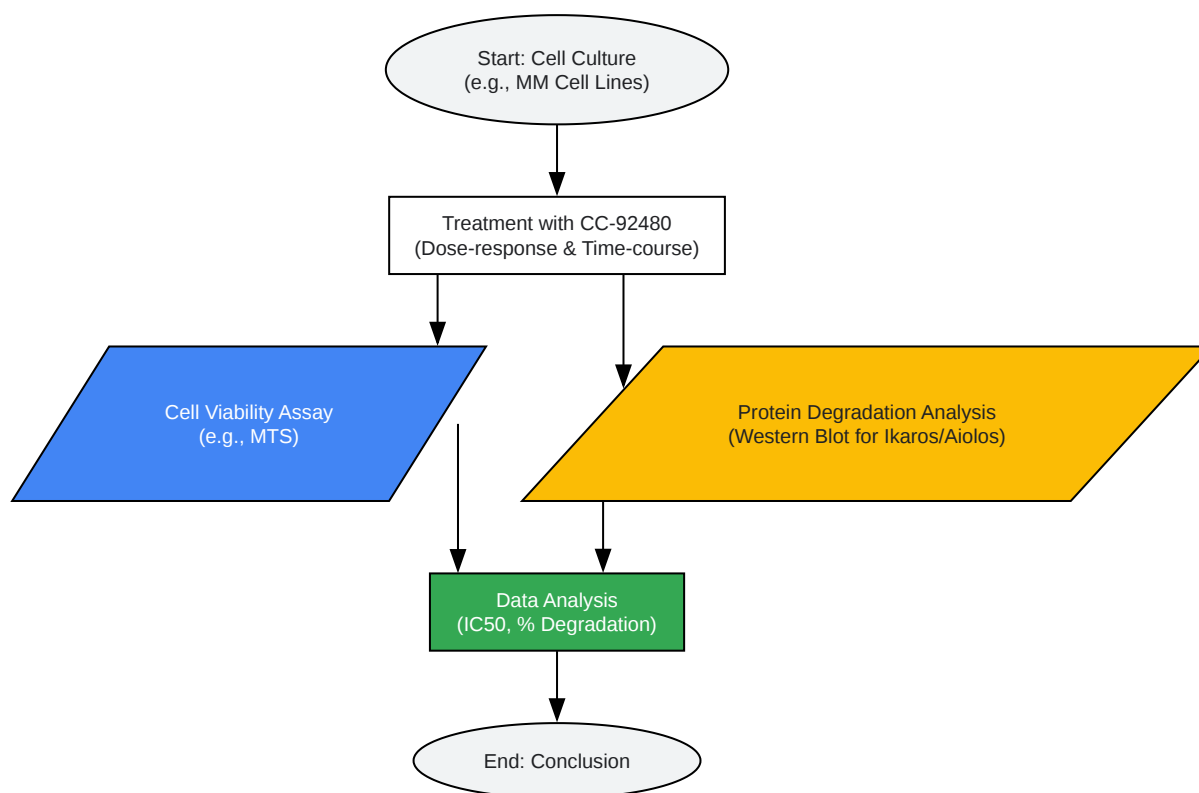 Start: Cell Culture
(e.g., MM Cell Lines)
Treatment with CC-92480
(Dose-response & Time-course)
Cell Viability Assay
(e.g., MTS)
Protein Degradation Analysis
(Western Blot for Ikaros/Aiolos)
Data Analysis
(IC50, % Degradation)
End: Conclusion